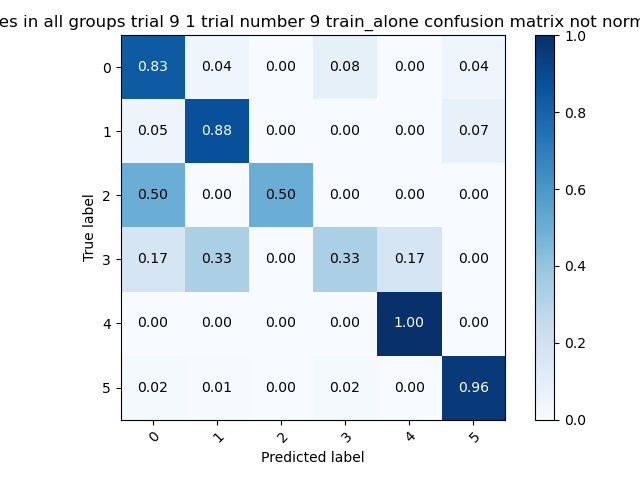 es in all groups trial 9 1 trial number 9 train_alone confusion matrix not norm
1.0
0 0.83 0.04 0.00 0.08 0.00 0.04
0.8
1 0.05 0.88 0.00 0.00 0.00 0.07
0.6
2 0.50 0.00 0.50 0.00 0.00 0.00
True label
3 0.17 0.33 0.00 0.33 0.17 0.00
0.4
4 0.00 0.00 0.00 0.00 1.00 0.00
0.2
5 0.02 0.01 0.00 0.02 0.00 0.96
0.0
0 1 2 3 4 5
Predicted label